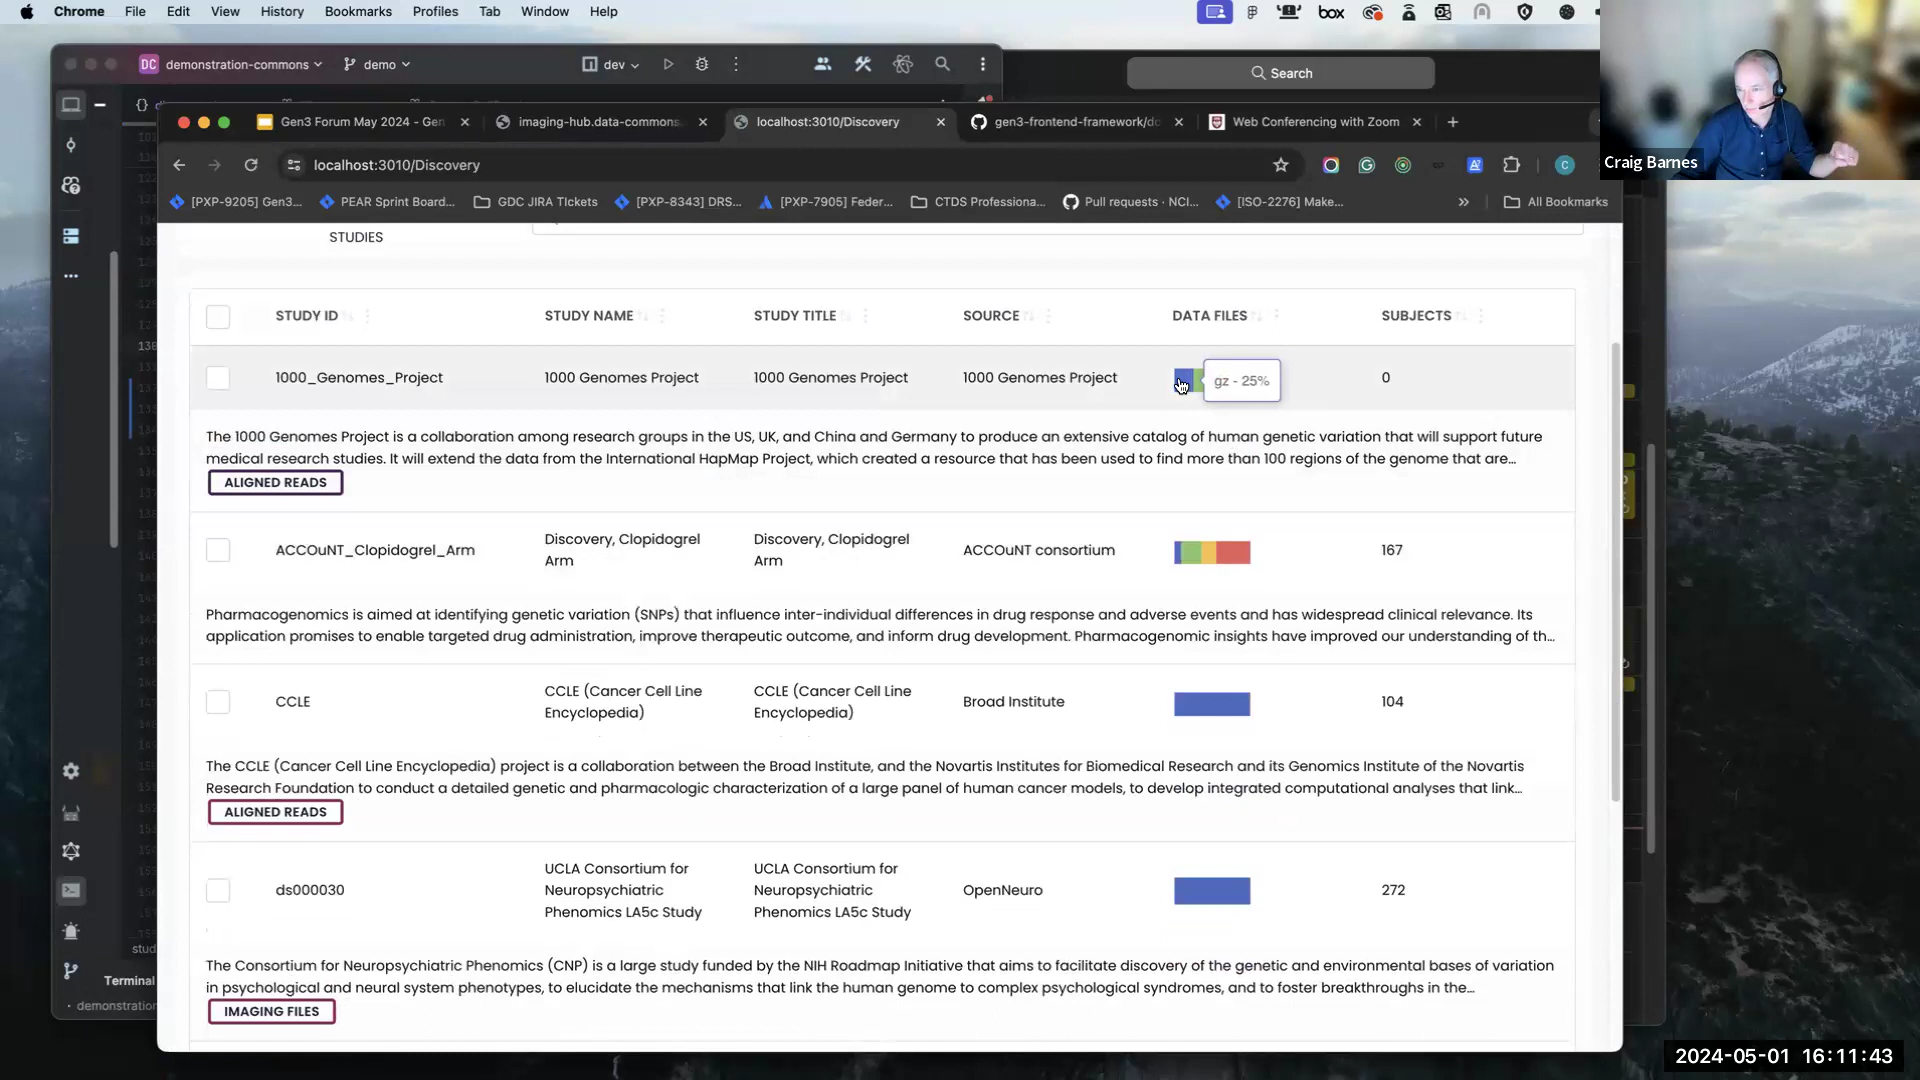 Chrome File Edit View History Bookmarks Profiles Tab Window Help
box
DC demonstration-commons demo dev
Search
Gen3 Forum May 2024 - Gen
imaging-hub.data-commons.
localhost:3010/Discovery
gen3-frontend-framework/do
Web Conferencing with Zoom
Craig Barnes
localhost:3010/Discovery
[PXP-9205] Gen3...
PEAR Sprint Board...
GDC JIRA TIckets
[PXP-8343] DRS...
[PXP-7905] Feder...
CTDS Professiona...
Pull requests · NCI...
[ISO-2276] Make...
All Bookmarks
STUDIES
STUDY ID STUDY NAME STUDY TITLE SOURCE DATA FILES SUBJECTS
1000_Genomes_Project 1000 Genomes Project 1000 Genomes Project 1000 Genomes Project gz - 25% 0
The 1000 Genomes Project is a collaboration among research groups in the US, UK, and China and Germany to produce an extensive catalog of human genetic variation that will support future
medical research studies. It will extend the data from the International HapMap Project, which created a resource that has been used to find more than 100 regions of the genome that are...
ALIGNED READS
ACCOuNT_Clopidogrel_Arm Discovery, Clopidogrel Discovery, Clopidogrel ACCOuNT consortium 167
Arm Arm
Pharmacogenomics is aimed at identifying genetic variation (SNPs) that influence inter-individual differences in drug response and adverse events and has widespread clinical relevance. Its
application promises to enable targeted drug administration, improve therapeutic outcome, and inform drug development. Pharmacogenomic insights have improved our understanding of th...
CCLE CCLE (Cancer Cell Line CCLE (Cancer Cell Line Broad Institute 104
Encyclopedia) Encyclopedia)
The CCLE (Cancer Cell Line Encyclopedia) project is a collaboration between the Broad Institute, and the Novartis Institutes for Biomedical Research and its Genomics Institute of the Novartis
Research Foundation to conduct a detailed genetic and pharmacologic characterization of a large panel of human cancer models, to develop integrated computational analyses that link...
ALIGNED READS
UCLA Consortium for UCLA Consortium for
ds000030 Neuropsychiatric Neuropsychiatric OpenNeuro 272
Phenomics LA5c Study Phenomics LA5c Study
The Consortium for Neuropsychiatric Phenomics (CNP) is a large study funded by the NIH Roadmap Initiative that aims to facilitate discovery of the genetic and environmental bases of variation
in psychological and neural system phenotypes, to elucidate the mechanisms that link the human genome to complex psychological syndromes, and to foster breakthroughs in the...
IMAGING FILES
stud
Terminal
demonstration
2024-05-01 16:11:43